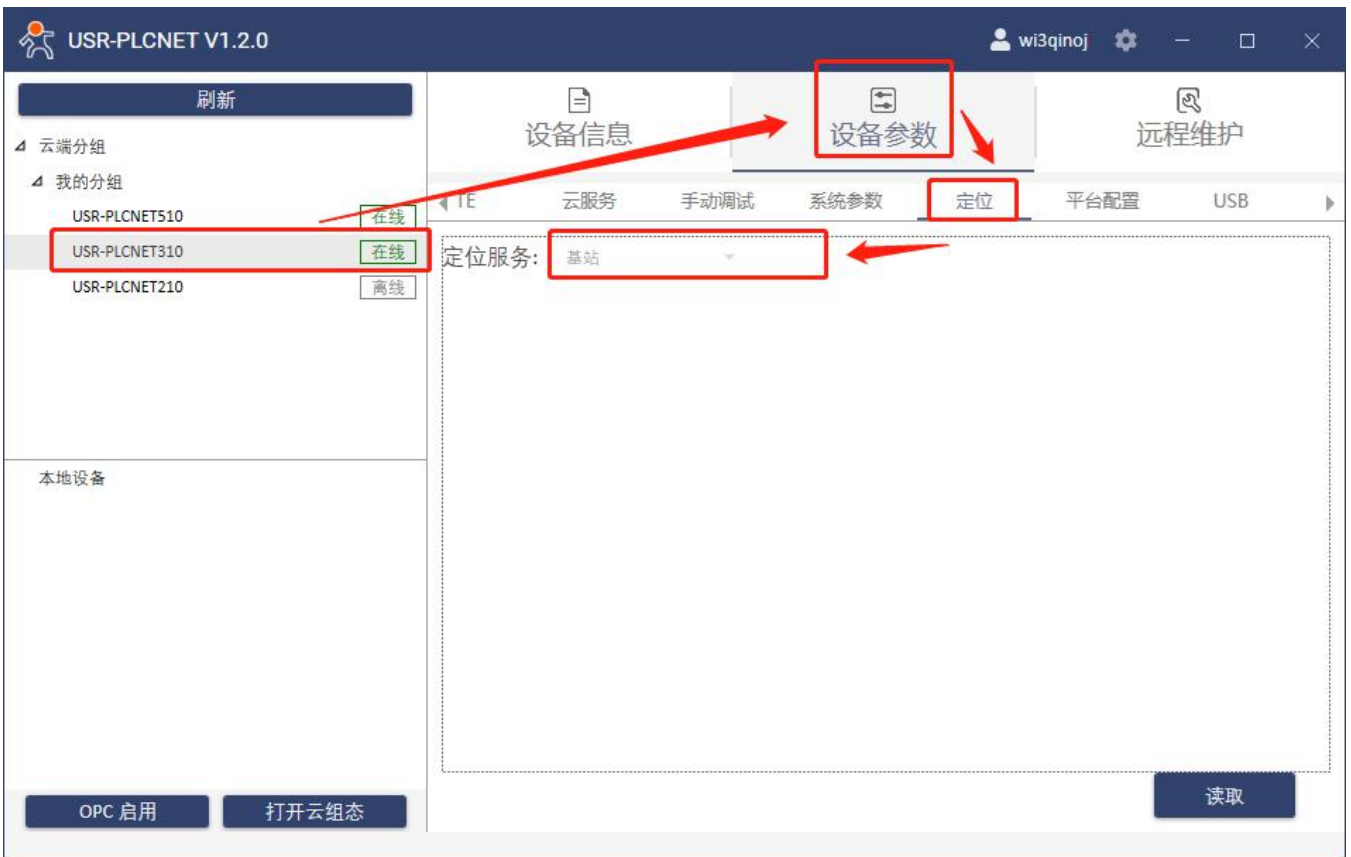 USR-PLCNET V1.2.0
wi3qinoj
刷新
云端分组
我的分组
USR-PLCNET510 在线
USR-PLCNET310 在线
USR-PLCNET210 离线
本地设备
OPC 启用
打开云组态
设备信息
设备参数
远程维护
TE 云服务 手动调试 系统参数 定位 平台配置 USB
定位服务: 基站
读取